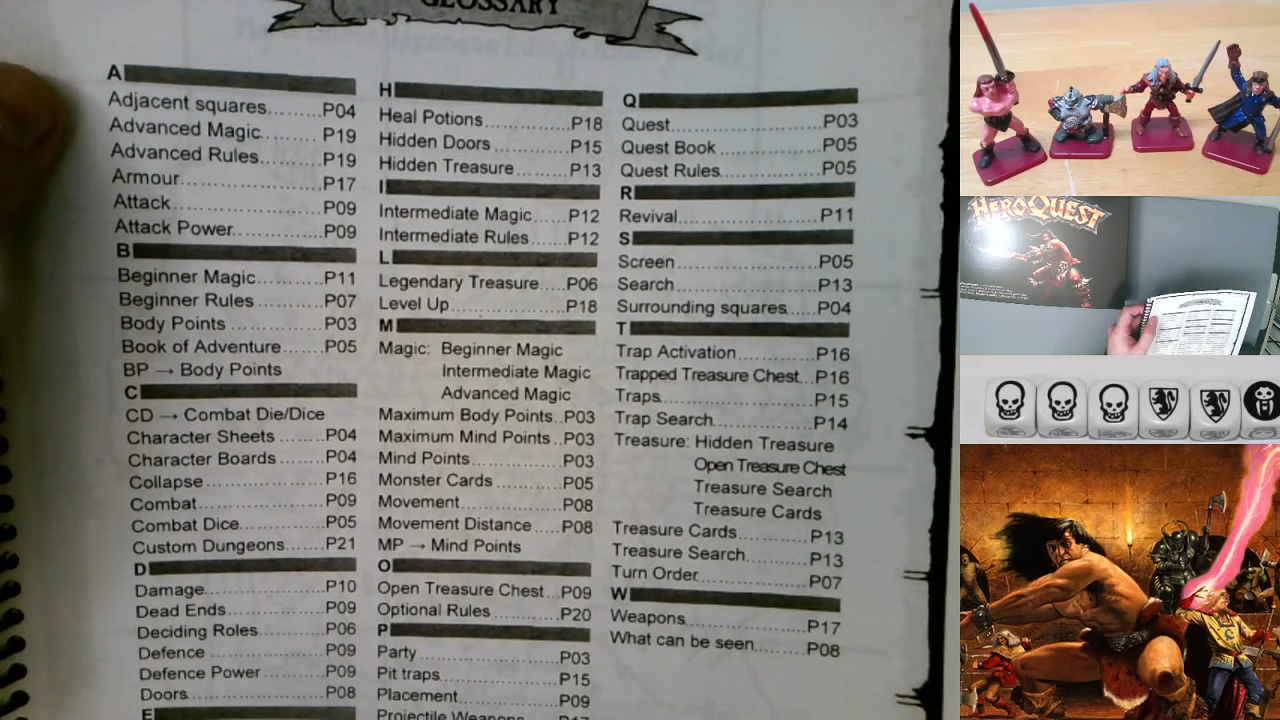 GLOSSARY
A
Adjacent squares.......P04
Advanced Magic.......P19
Advanced Rules.......P19
Armour.......P17
Attack.......P09
Attack Power.......P09
B
Beginner Magic.......P11
Beginner Rules.......P07
Body Points.......P03
Book of Adventure.......P05
BP → Body Points
C
CD → Combat Die/Dice
Character Sheets.......P04
Character Boards.......P04
Collapse.......P16
Combat.......P09
Combat Dice.......P05
Custom Dungeons.......P21
D
Damage.......P10
Dead Ends.......P09
Deciding Roles.......P06
Defence.......P09
Defence Power.......P09
Doors.......P08
E
H
Heal Potions.......P18
Hidden Doors.......P15
Hidden Treasure.......P13
I
Intermediate Magic.......P12
Intermediate Rules.......P12
L
Legendary Treasure.......P06
Level Up.......P18
M
Magic: Beginner Magic
Intermediate Magic
Advanced Magic
Maximum Body Points..P03
Maximum Mind Points..P03
Mind Points.......P03
Monster Cards.......P05
Movement.......P08
Movement Distance.......P08
MP → Mind Points
O
Open Treasure Chest...P09
Optional Rules.......P20
P
Party.......P03
Pit traps.......P15
Placement.......P09
Projectile Weapons.......P17
Q
Quest.......P03
Quest Book.......P05
Quest Rules.......P05
R
Revival.......P11
S
Screen.......P05
Search.......P13
Surrounding squares.......P04
T
Trap Activation.......P16
Trapped Treasure Chest...P16
Traps.......P15
Trap Search.......P14
Treasure: Hidden Treasure
Open Treasure Chest
Treasure Search
Treasure Cards
Treasure Cards.......P13
Treasure Search.......P13
Turn Order.......P07
W
Weapons.......P17
What can be seen.......P08
HEROQUEST